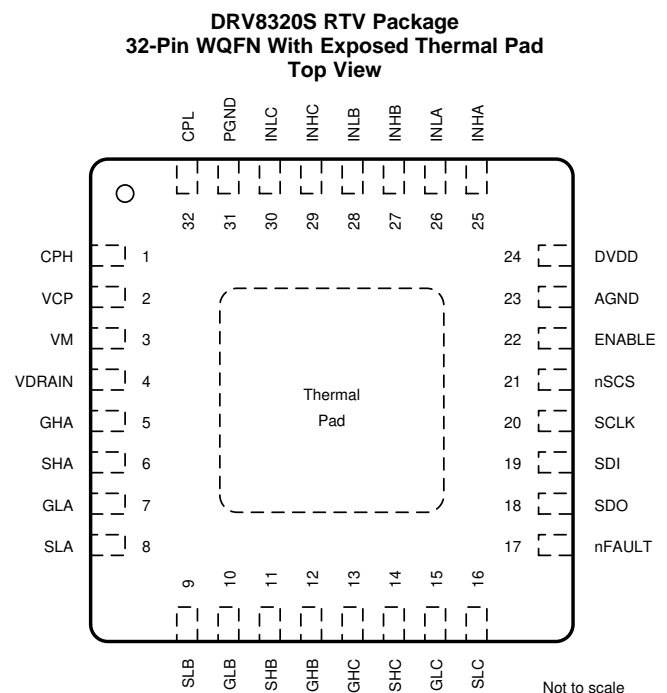 DRV8320S RTV Package
32-Pin WQFN With Exposed Thermal Pad
Top View
CPL
PGND
INLC
INHC
INLB
INHB
INLA
INHA
32
31
30
29
28
27
26
25
CPH 1
VCP 2
VM 3
VDRAIN 4
GHA 5
SHA 6
GLA 7
SLA 8
Thermal
Pad
24 DVDD
23 AGND
22 ENABLE
21 nSCS
20 SCLK
19 SDI
18 SDO
17 nFAULT
9
10
11
12
13
14
15
16
SLB
GLB
SHB
GHB
GHC
SHC
GLC
SLC
Not to scale